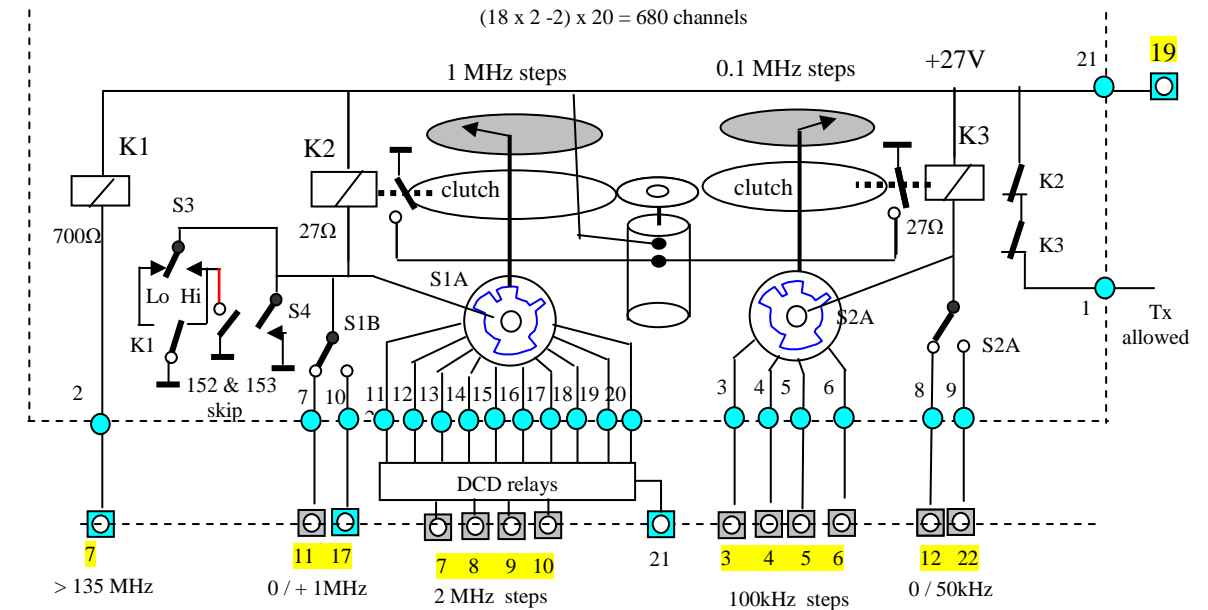 (18 x 2 -2) x 20 = 680 channels
19
21
+27V
1 MHz steps
0.1 MHz steps
K1
K2
K3
clutch
clutch
K2
700Ω
S3
27Ω
27Ω
K3
S1A
Lo Hi
S4
S2A
K1
S1B
1
Tx
allowed
S2A
152 & 153
skip
2
7 10 11 12 13 14 15 16 17 18 19 20
3 4 5 6
8 9
DCD relays
7
11 17
7 8 9 10
21
3 4 5 6
12 22
> 135 MHz
0 / + 1MHz
2 MHz steps
100kHz steps
0 / 50kHz